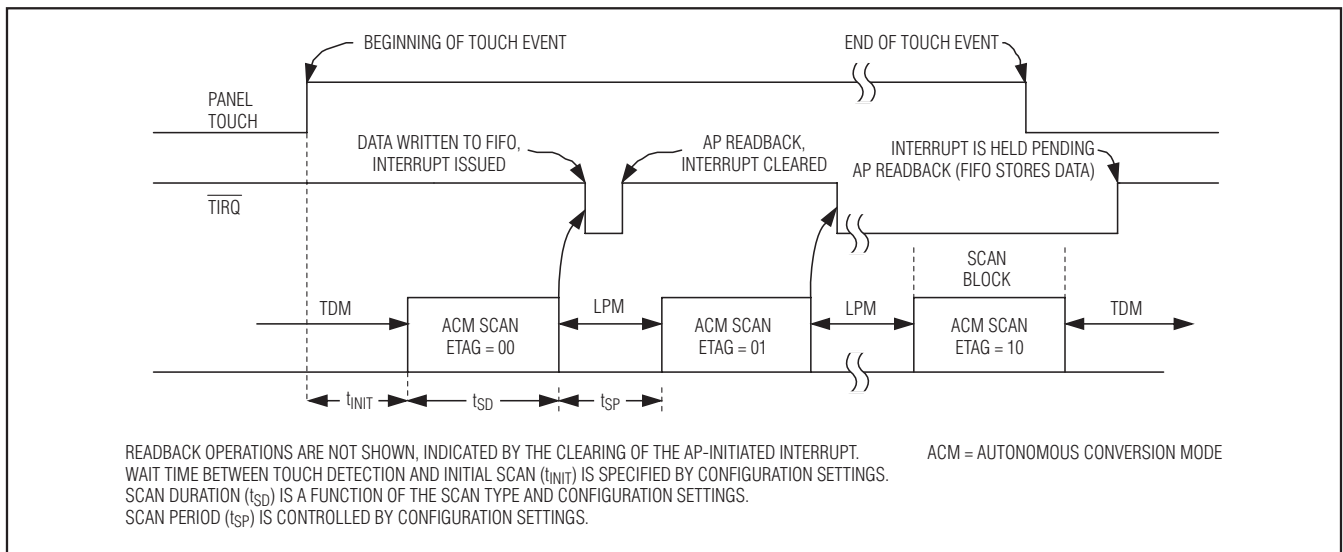 BEGINNING OF TOUCH EVENT
END OF TOUCH EVENT
PANEL
TOUCH
DATA WRITTEN TO FIFO,
INTERRUPT ISSUED
AP READBACK,
INTERRUPT CLEARED
INTERRUPT IS HELD PENDING
AP READBACK (FIFO STORES DATA)
TIRQ
SCAN
BLOCK
TDM
LPM
LPM
TDM
ACM SCAN
ETAG = 00
ACM SCAN
ETAG = 01
ACM SCAN
ETAG = 10
tINIT
tSD
tSP
READBACK OPERATIONS ARE NOT SHOWN, INDICATED BY THE CLEARING OF THE AP-INITIATED INTERRUPT.
ACM = AUTONOMOUS CONVERSION MODE
WAIT TIME BETWEEN TOUCH DETECTION AND INITIAL SCAN (tINIT) IS SPECIFIED BY CONFIGURATION SETTINGS.
SCAN DURATION (tSD) IS A FUNCTION OF THE SCAN TYPE AND CONFIGURATION SETTINGS.
SCAN PERIOD (tSP) IS CONTROLLED BY CONFIGURATION SETTINGS.